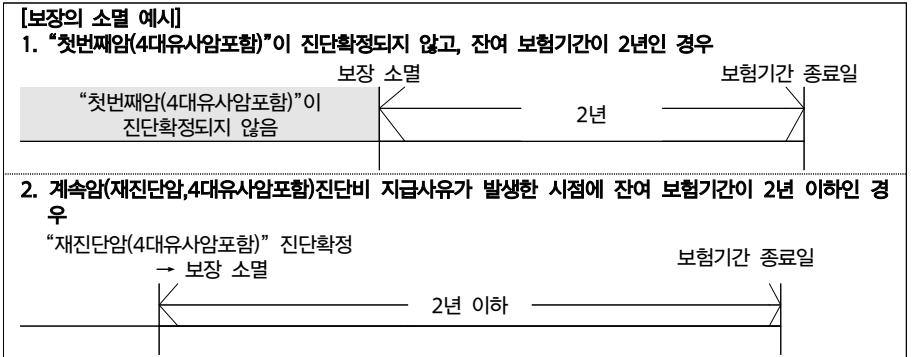 [보장의 소멸 예시]
1. “첫번째암(4대유사암포함)”이 진단확정되지 않고, 잔여 보험기간이 2년인 경우
보장 소멸
보험기간 종료일
“첫번째암(4대유사암포함)”이
진단확정되지 않음
2년
2. 계속암(재진단암,4대유사암포함)진단비 지급사유가 발생한 시점에 잔여 보험기간이 2년 이하인 경
우
“재진단암(4대유사암포함)” 진단확정
→ 보장 소멸
보험기간 종료일
2년 이하